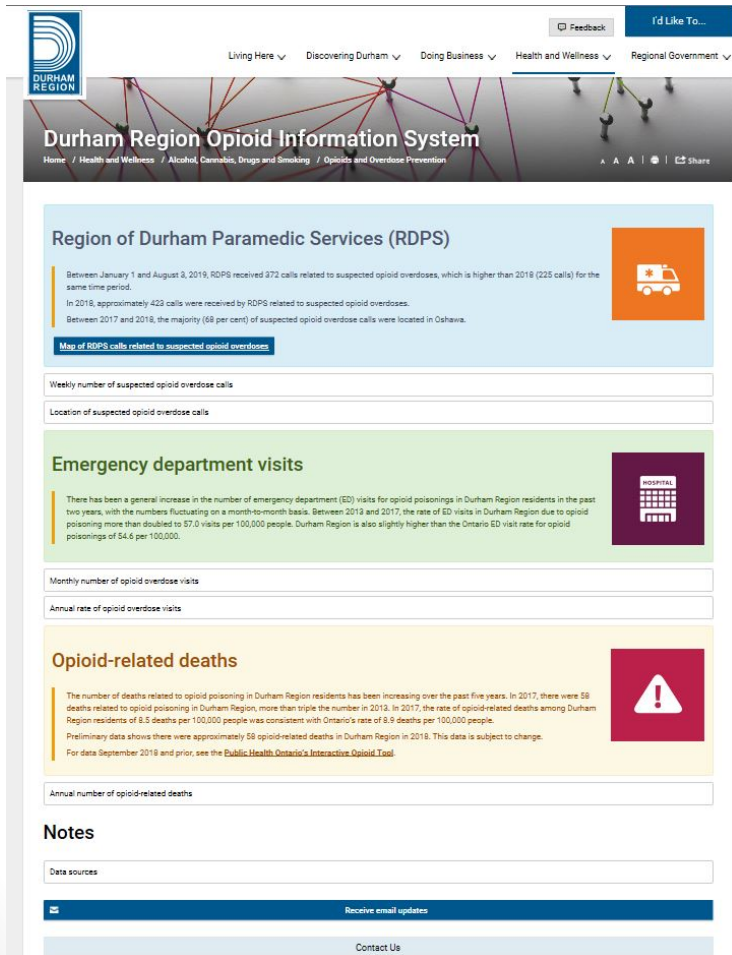 Feedback
I'd Like To...
DURHAM
REGION
Living Here
Discovering Durham
Doing Business
Health and Wellness
Regional Government
Durham Region Opioid Information System
Home / Health and Wellness / Alcohol, Cannabis, Drugs and Smoking / Opioids and Overdose Prevention
A A A | | Share
Region of Durham Paramedic Services (RDPS)
Between January 1 and August 3, 2019, RDPS received 372 calls related to suspected opioid overdoses, which is higher than 2018 (225 calls) for the
same time period.
In 2018, approximately 423 calls were received by RDPS related to suspected opioid overdoses.
Between 2017 and 2018, the majority (68 per cent) of suspected opioid overdose calls were located in Oshawa.
Map of RDPS calls related to suspected opioid overdoses
Weekly number of suspected opioid overdose calls
Location of suspected opioid overdose calls
Emergency department visits
HOSPITAL
There has been a general increase in the number of emergency department (ED) visits for opioid poisonings in Durham Region residents in the past
two years, with the numbers fluctuating on a month-to-month basis. Between 2013 and 2017, the rate of ED visits in Durham Region due to opioid
poisoning more than doubled to 57.0 visits per 100,000 people. Durham Region is also slightly higher than the Ontario ED visit rate for opioid
poisonings of 54.6 per 100,000.
Monthly number of opioid overdose visits
Annual rate of opioid overdose visits
Opioid-related deaths
The number of deaths related to opioid poisoning in Durham Region residents has been increasing over the past five years. In 2017, there were 58
deaths related to opioid poisoning in Durham Region, more than triple the number in 2013. In 2017, the rate of opioid-related deaths among Durham
Region residents of 8.5 deaths per 100,000 people was consistent with Ontario's rate of 8.9 deaths per 100,000 people.
Preliminary data shows there were approximately 58 opioid-related deaths in Durham Region in 2018. This data is subject to change.
For data September 2018 and prior, see the Public Health Ontario's Interactive Opioid Tool.
Annual number of opioid-related deaths
Notes
Data sources
Receive email updates
Contact Us